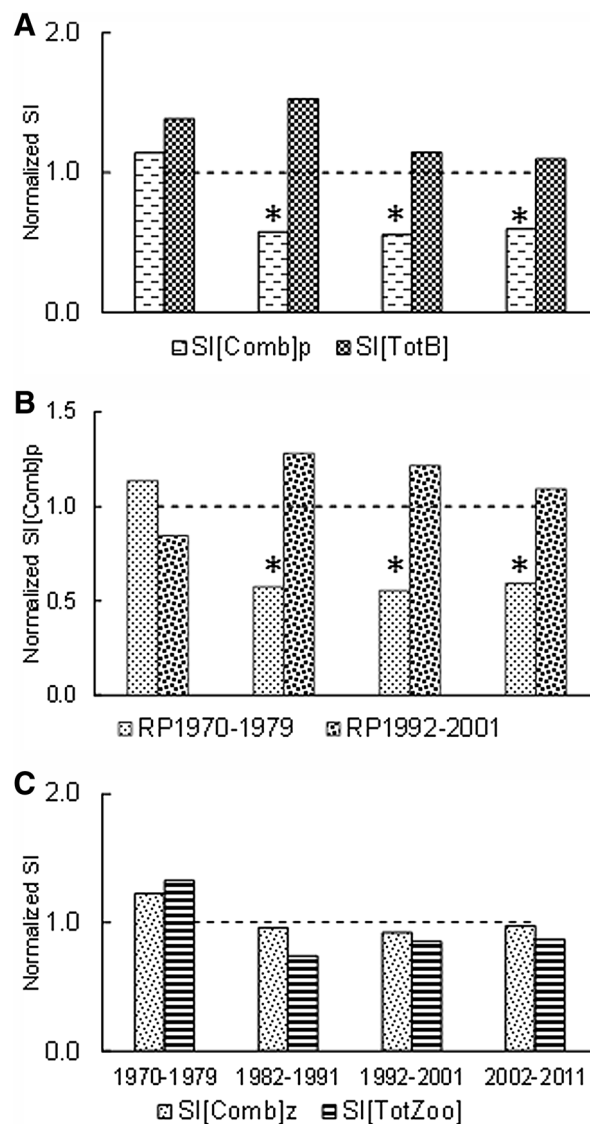 A
2.0
Normalized SI
1.0
* * *
0.0
SI[Comb]p SI[TotB]
B
1.5
Normalized SI[Comb]p
1.0
* * *
0.5
0.0
RP1970-1979 RP1992-2001
C
2.0
Normalized SI
1.0
0.0
1970-1979 1982-1991 1992-2001 2002-2011
SI[Comb]z SI[TotZoo]